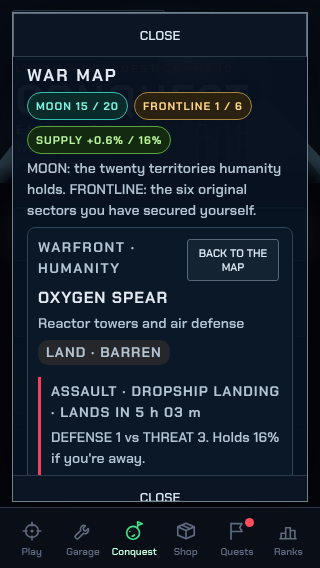 CLOSE
WAR MAP
MOON 15 / 20
FRONTLINE 1 / 6
SUPPLY +0.6% / 16%
MOON: the twenty territories humanity
holds. FRONTLINE: the six original
sectors you have secured yourself.
WARFRONT ·
HUMANITY
BACK TO THE
MAP
OXYGEN SPEAR
Reactor towers and air defense
LAND · BARREN
ASSAULT · DROPSHIP LANDING
· LANDS IN 5 h 03 m
DEFENSE 1 vs THREAT 3. Holds 16%
if you're away.
CLOSE
Play
Garage
Conquest
Shop
Quests
Ranks